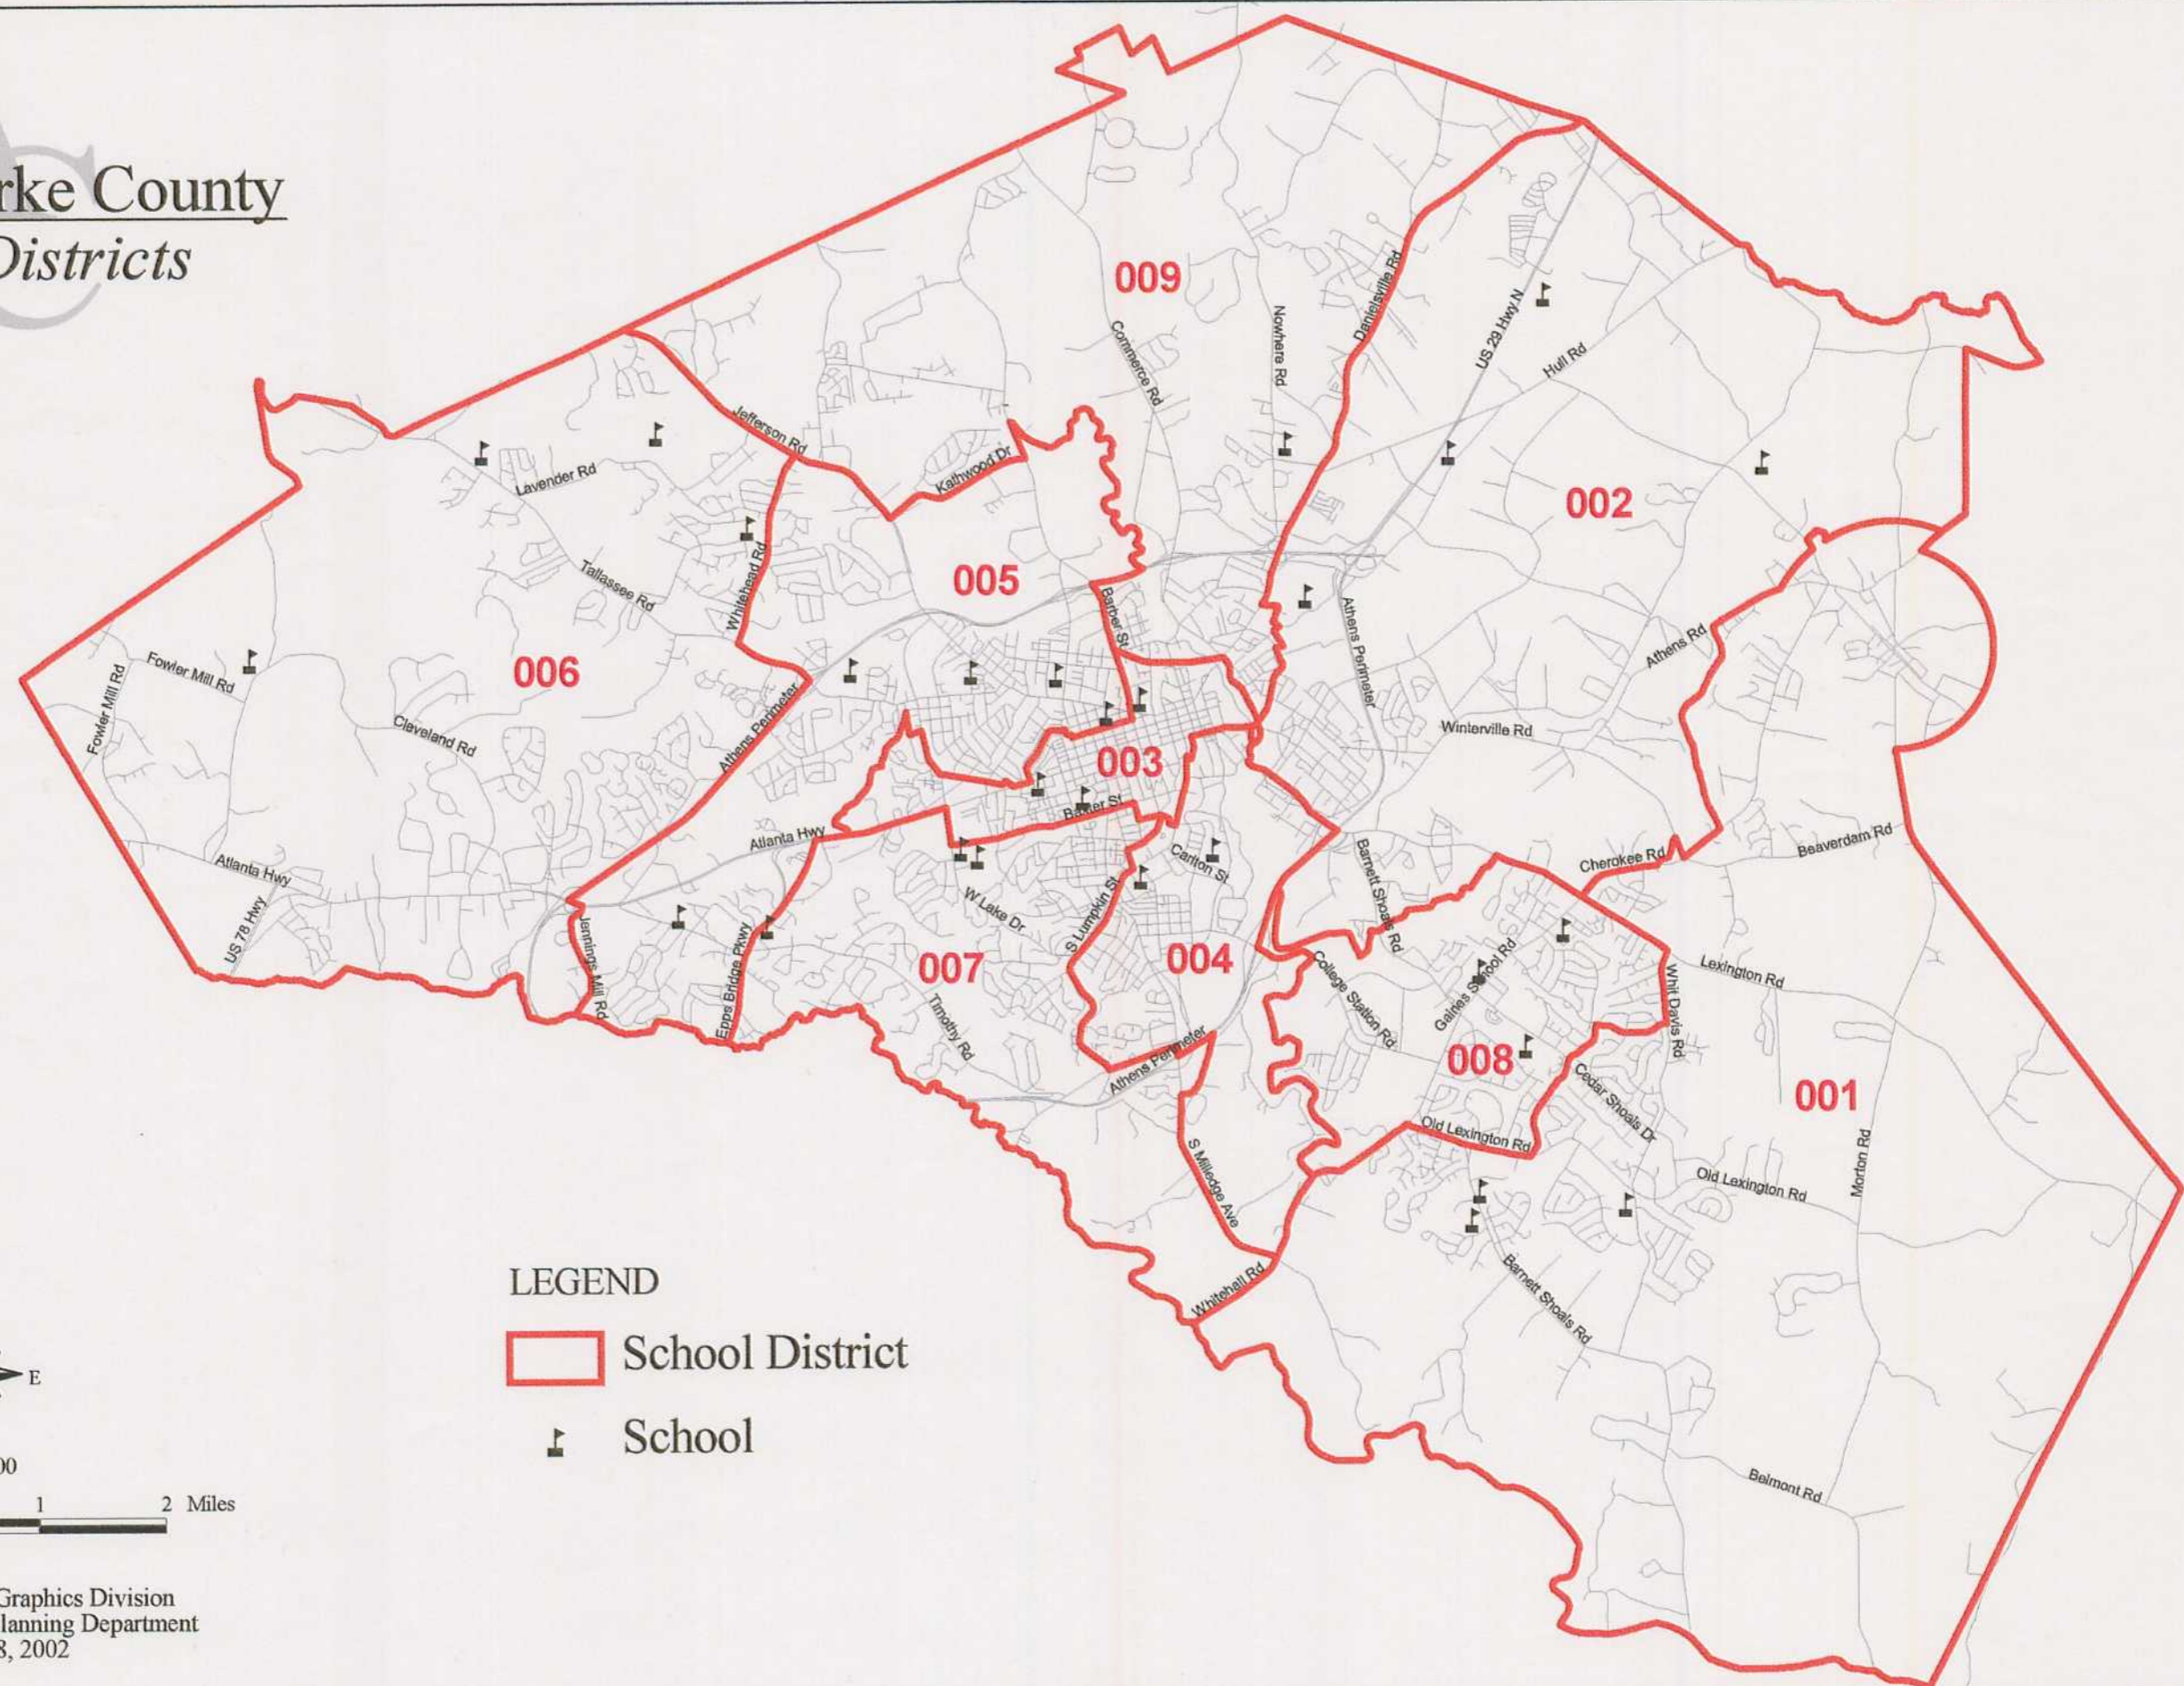 rke County
Districts
009
Commerce Rd
Nowhere Rd
Danielsville Rd
US 29 Hwy N
Hull Rd
002
Jefferson Rd
Kathwood Dr
Lavender Rd
Tallassee Rd
Whitehead Rd
005
Barber St
Athens Perimeter
Athens Rd
006
Fowler Mill Rd
Fowler Mill Rd
Cleveland Rd
Athens Perimeter
Winterville Rd
003
Baxter St
Atlanta Hwy
Atlanta Hwy
US 78 Hwy
Carlton St
Barnett Shoals Rd
Cherokee Rd
Beaverdam Rd
W Lake Dr
S Lumpkin St
Jennings Mill Rd
Epps Bridge Pkwy
007
004
Timothy Rd
College Station Rd
Gaines School Rd
Whit Davis Rd
Lexington Rd
008
Athens Perimeter
Cedar Shoals Dr
001
Old Lexington Rd
S Milledge Ave
Old Lexington Rd
Morton Rd
Whitehall Rd
Barnett Shoals Rd
Belmont Rd
LEGEND
School District
School
E
00
1 2 Miles
Graphics Division
lanning Department
8, 2002